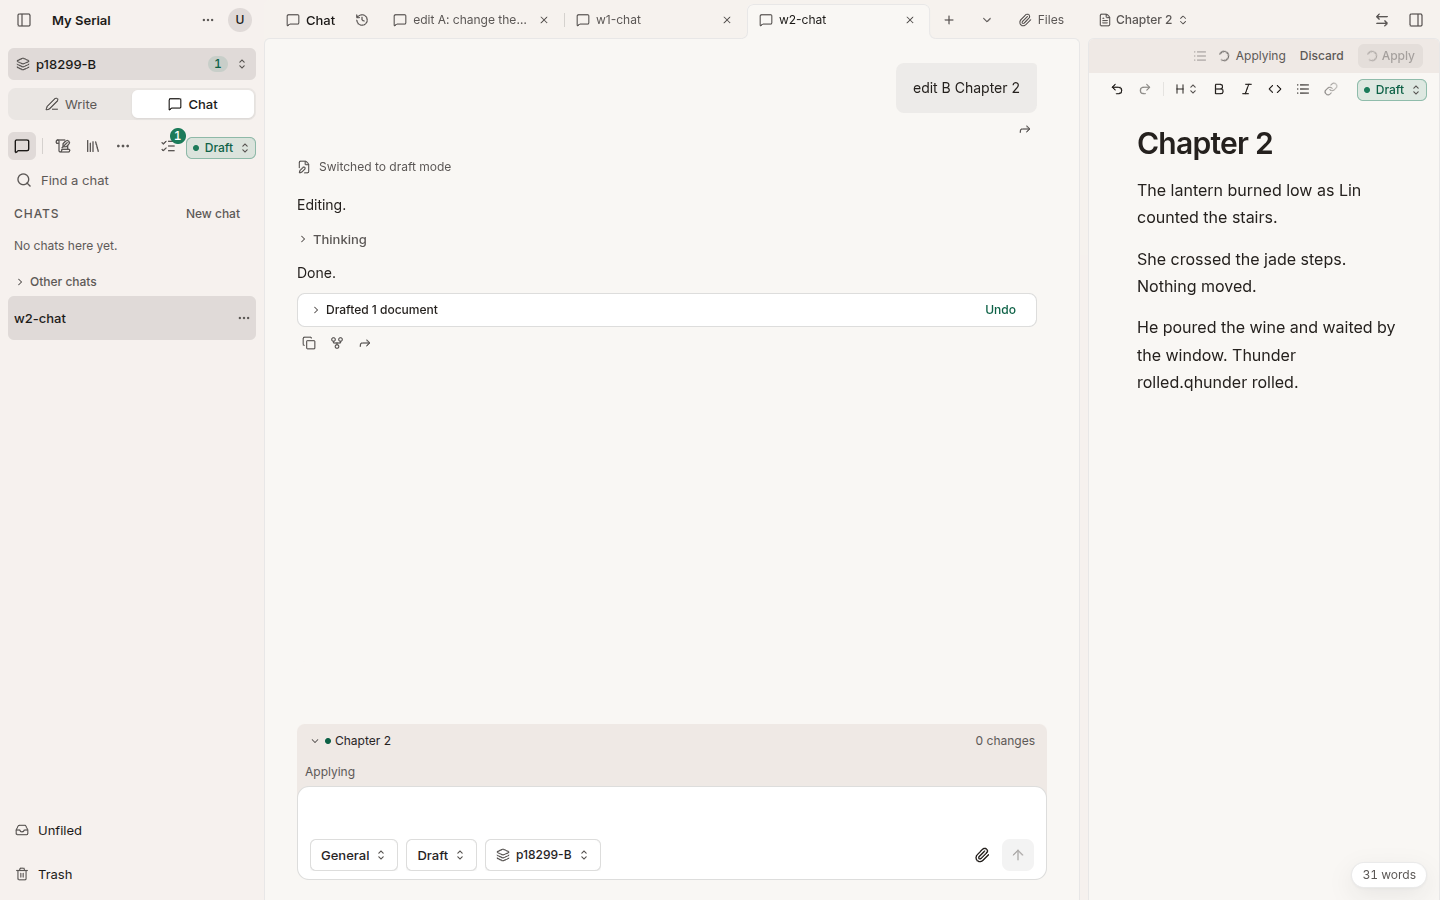 My Serial
U
Chat
edit A: change the...
w1-chat
w2-chat
Files
Chapter 2
p18299-B
1
Write
Chat
1
Draft
Find a chat
CHATS
New chat
No chats here yet.
Other chats
w2-chat
Unfiled
Trash
edit B Chapter 2
Switched to draft mode
Editing.
Thinking
Done.
Drafted 1 document
Undo
Chapter 2
0 changes
Applying
General
Draft
p18299-B
Applying
Discard
Apply
H
B
I
Draft
Chapter 2
The lantern burned low as Lin
counted the stairs.
She crossed the jade steps.
Nothing moved.
He poured the wine and waited by
the window. Thunder
rolled.qhunder rolled.
31 words